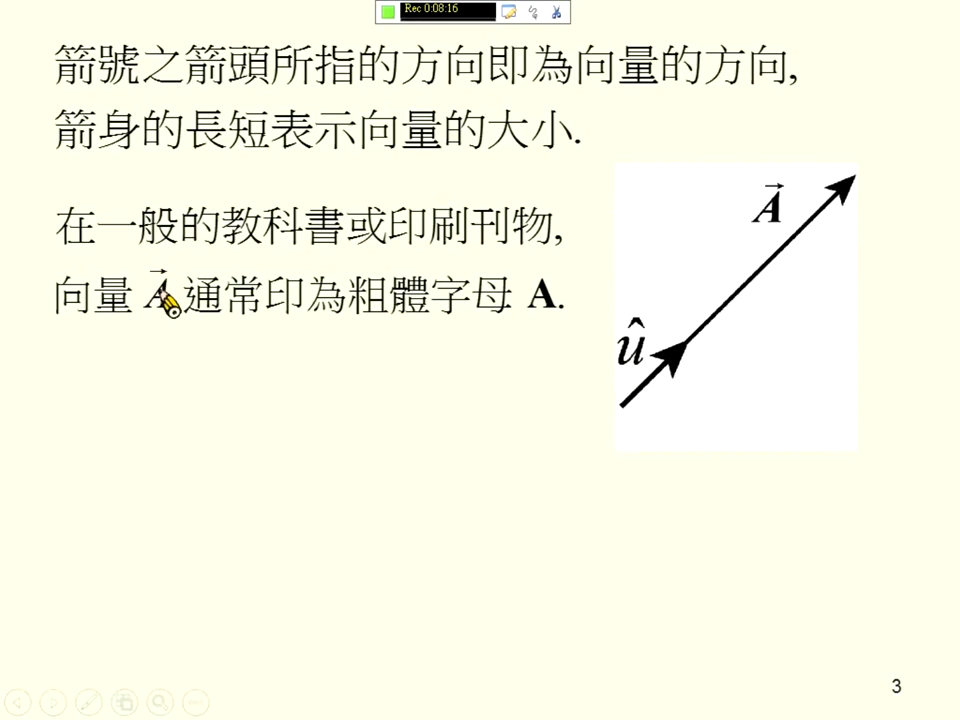 Rec 0:08:16
箭號之箭頭所指的方向即為向量的方向,
箭身的長短表示向量的大小.
在一般的教科書或印刷刊物,
向量 A⃗ 通常印為粗體字母 A.
A⃗
û
3